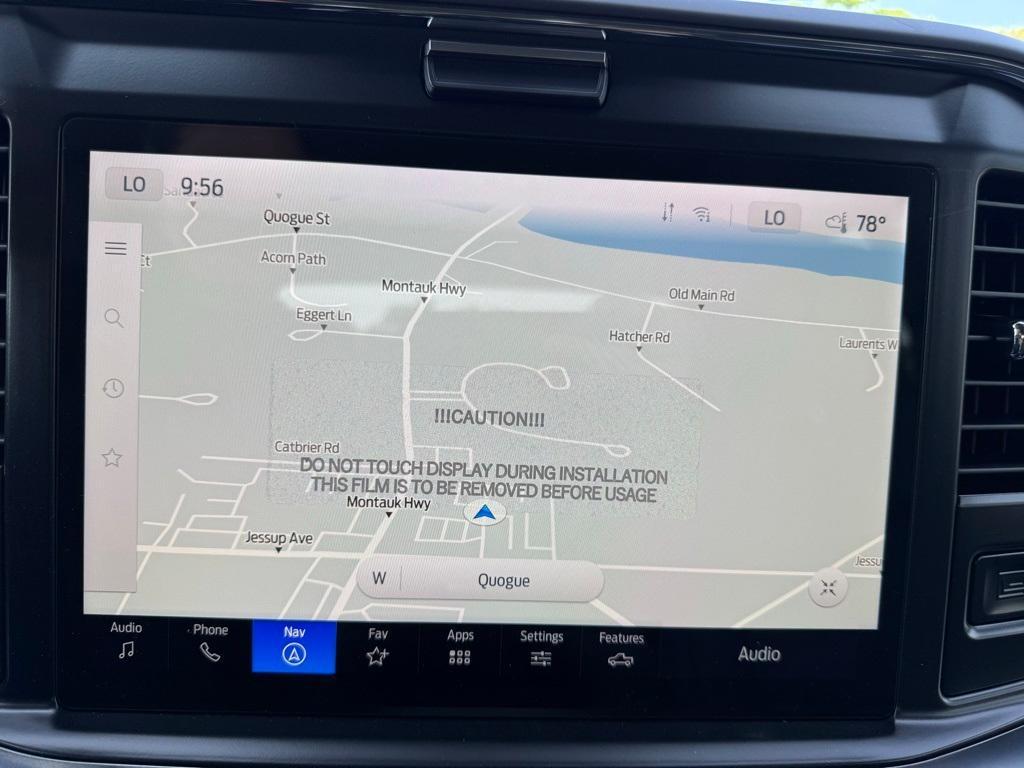 LO 9:56 LO 78°
Quogue St
Acorn Path
Montauk Hwy
Old Main Rd
Eggert Ln
Hatcher Rd
Laurents W
!!!CAUTION!!!
Catbrier Rd
DO NOT TOUCH DISPLAY DURING INSTALLATION
THIS FILM IS TO BE REMOVED BEFORE USAGE
Montauk Hwy
Jessup Ave
Jessu
W Quogue
Audio Phone Nav Fav Apps Settings Features Audio